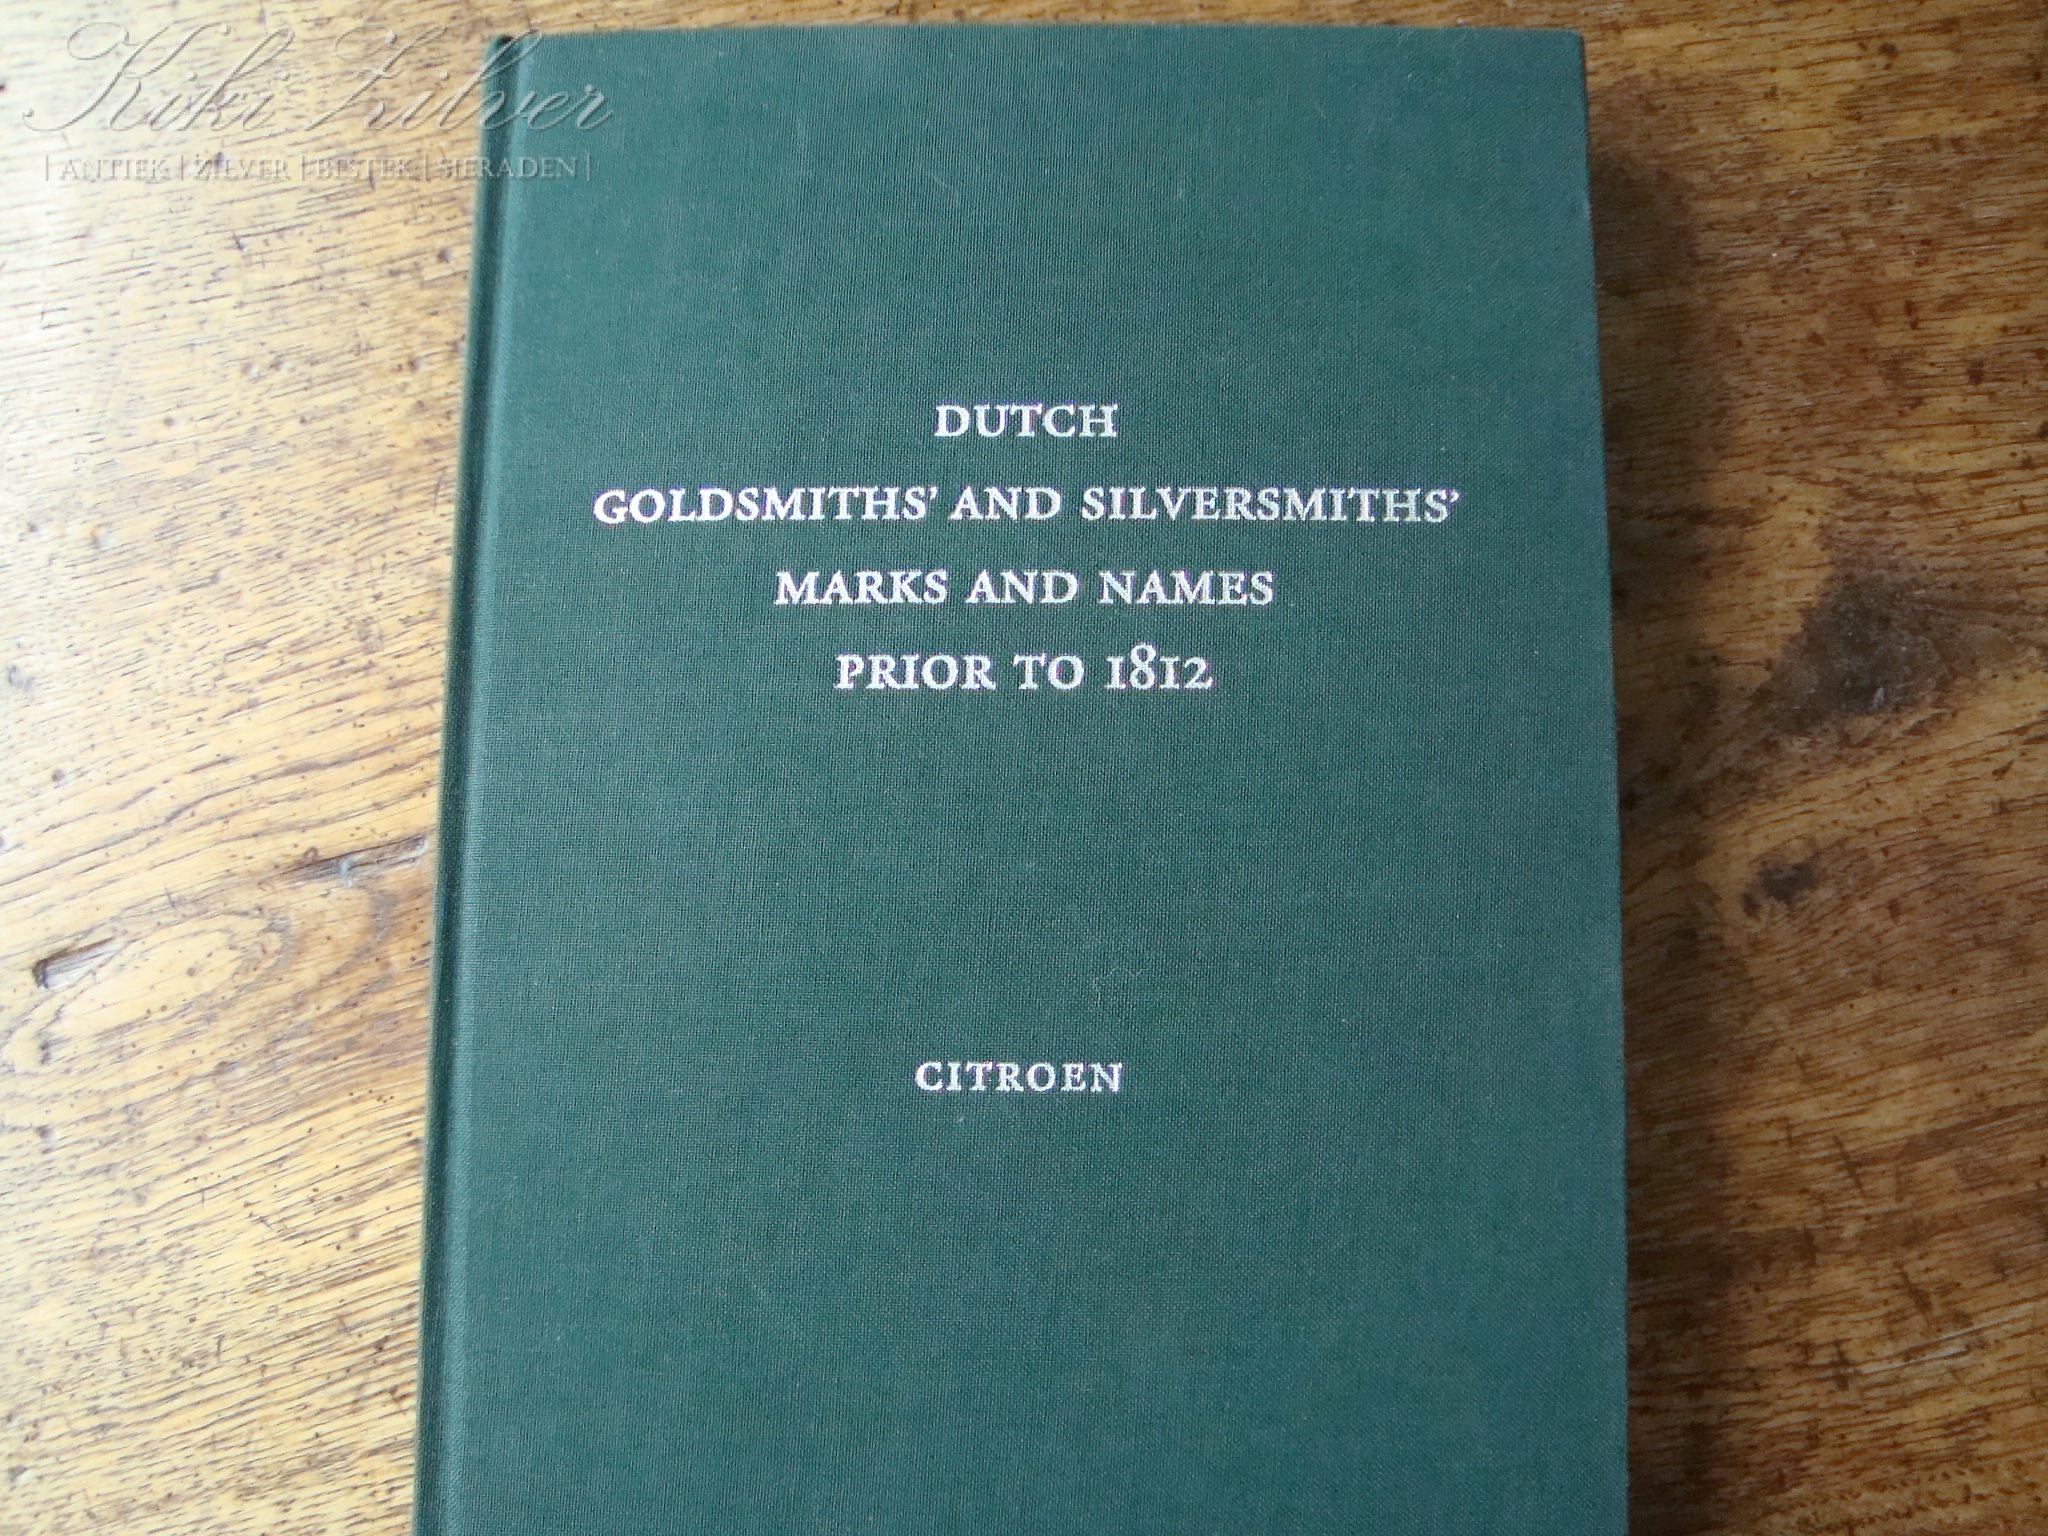 Kiki Zilver
| ANTIEK | ZILVER | BESTEK | SIERADEN |
DUTCH
GOLDSMITHS' AND SILVERSMITHS'
MARKS AND NAMES
PRIOR TO 1812
CITROEN